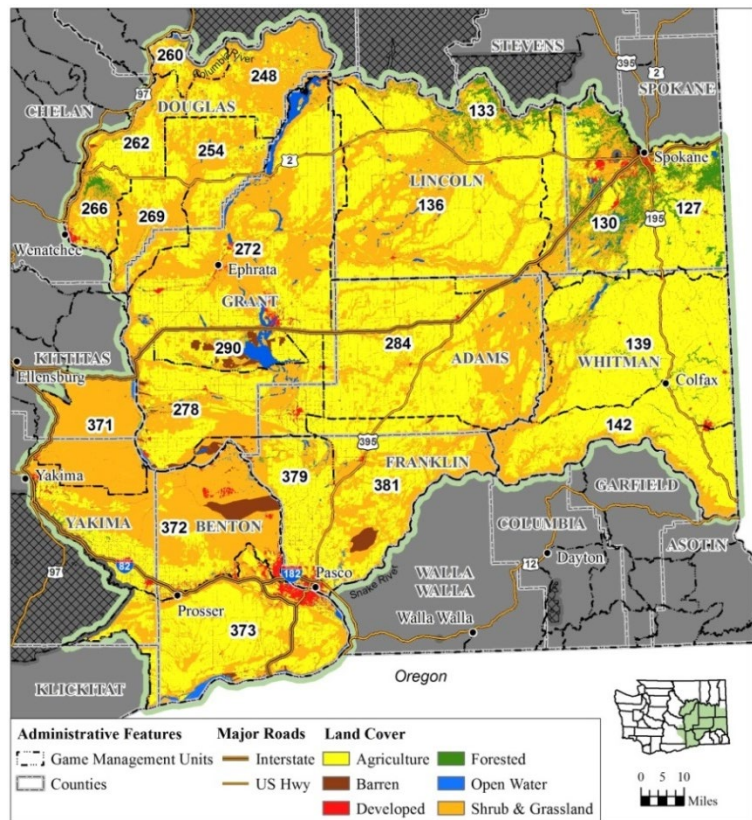 STEVENS
395
2
SPOKANE
260
Columbia River
248
97
CHELAN
DOUGLAS
133
262
254
2
Spokane
LINCOLN
266
269
136
130
127
195
Wenatchee
272
Ephrata
GRANT
290
284
139
ADAMS
WHITMAN
KITTITAS
Ellensburg
Colfax
278
371
142
395
379
FRANKLIN
Yakima
381
GARFIELD
YAKIMA
372
BENTON
COLUMBIA
ASOTIN
82
182
Pasco
Dayton
97
12
Snake River
WALLA
WALLA
Prosser
Walla Walla
373
Oregon
KLICKITAT
Administrative Features
Game Management Units
Counties
Major Roads
Interstate
US Hwy
Land Cover
Agriculture
Barren
Developed
Forested
Open Water
Shrub & Grassland
0 5 10
Miles